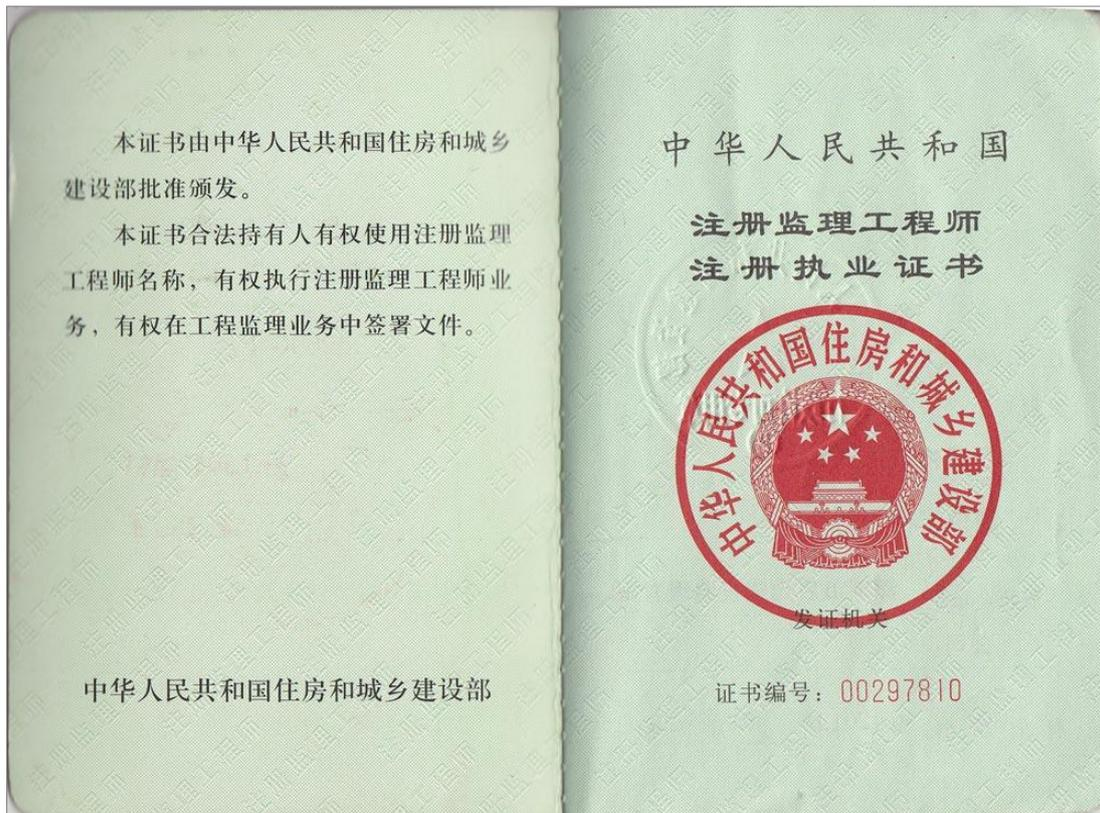 本证书由中华人民共和国住房和城乡
建设部批准颁发。
本证书合法持有人有权使用注册监理
工程师名称，有权执行注册监理工程师业
务，有权在工程监理业务中签署文件。
中华人民共和国住房和城乡建设部
中华人民共和国
注册监理工程师
注册执业证书
中华人民共和国住房和城乡建设部
发证机关
证书编号：00297810